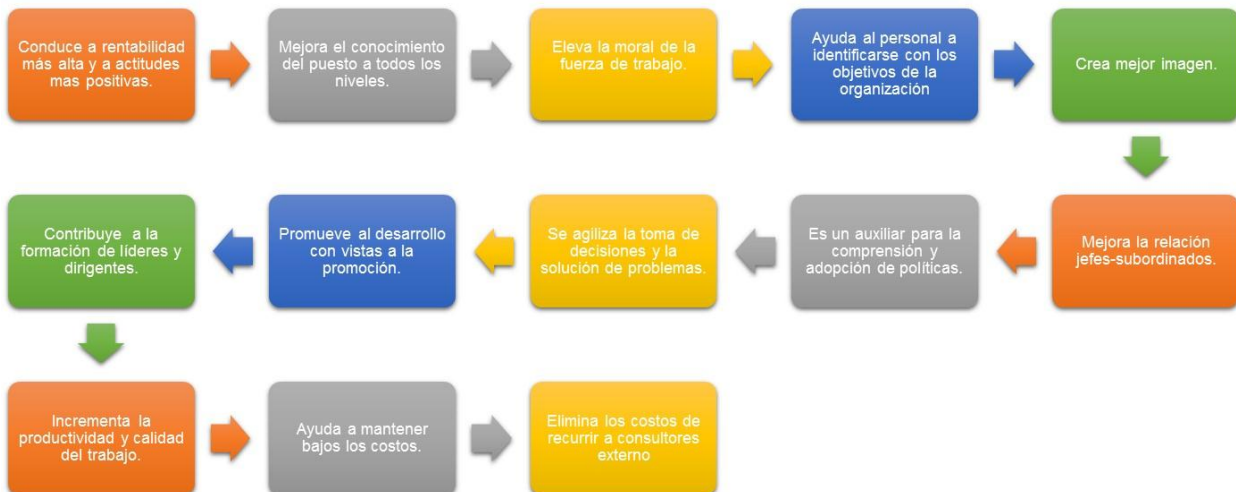 Conduce a rentabilidad
más alta y a actitudes
mas positivas.
Mejora el conocimiento
del puesto a todos los
niveles.
Eleva la moral de la
fuerza de trabajo.
Ayuda al personal a
identificarse con los
objetivos de la
organización
Crea mejor imagen.
Mejora la relación
jefes-subordinados.
Es un auxiliar para la
comprensión y
adopción de políticas.
Se agiliza la toma de
decisiones y la
solución de problemas.
Promueve al desarrollo
con vistas a la
promoción.
Contribuye a la
formación de líderes y
dirigentes.
Incrementa la
productividad y calidad
del trabajo.
Ayuda a mantener
bajos los costos.
Elimina los costos de
recurrir a consultores
externo